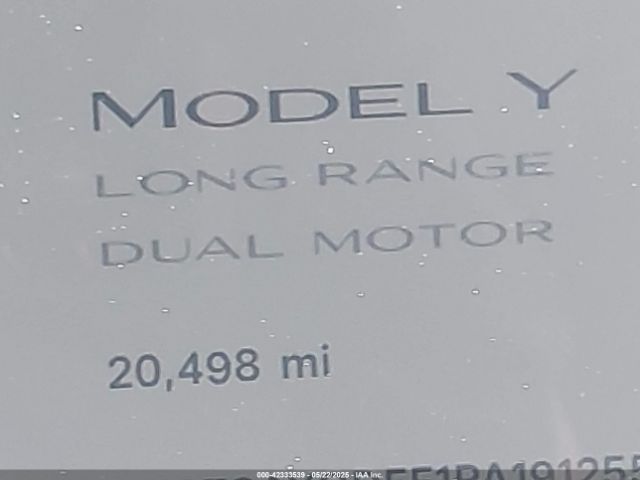 MODEL Y
LONG RANGE
DUAL MOTOR
20,498 mi
000-42333539 - 05/22/2025 - IAA Inc.